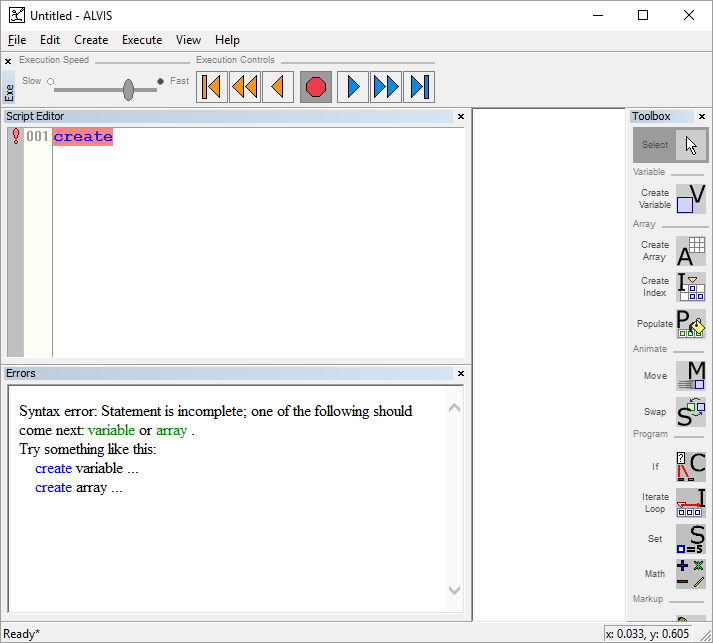 Untitled - ALVIS
File Edit Create Execute View Help
Execution Speed
Execution Controls
Slow
Fast
Exe
Script Editor
001 create
Errors
Syntax error: Statement is incomplete; one of the following should
come next: variable or array .
Try something like this:
create variable ...
create array ...
Toolbox
Select
Variable
Create
Variable
V
Array
Create
Array
A
Create
Index
I
Populate
P
Animate
Move
M
Swap
S
Program
If
?
C
Iterate
Loop
I
Set
S
=5
Math
Markup
Ready*
x: 0.033, y: 0.605